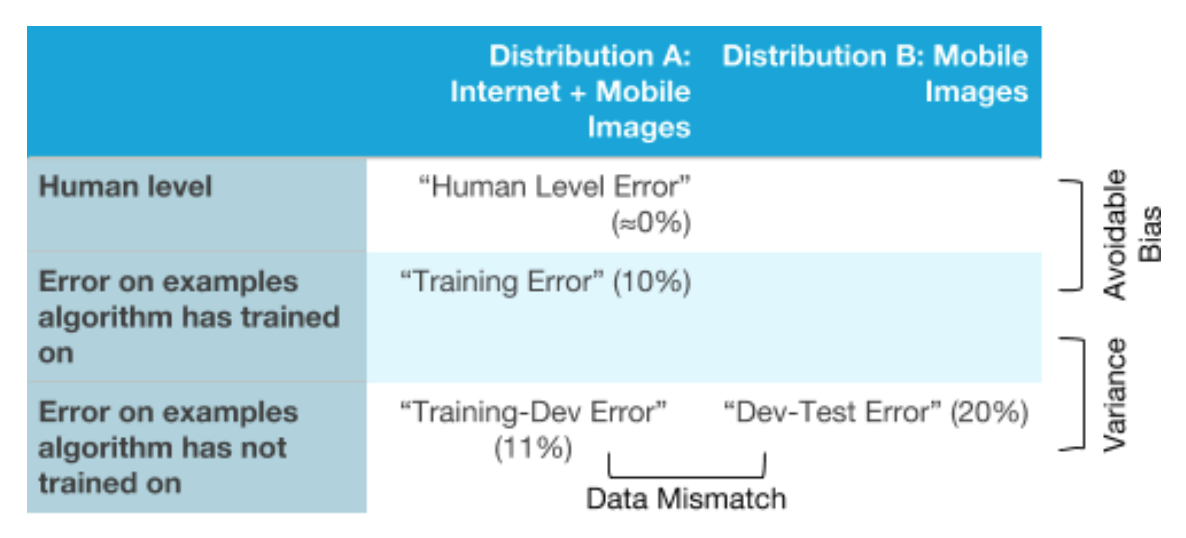 Distribution A:
Internet + Mobile
Images
Distribution B: Mobile
Images
Human level
“Human Level Error”
(≈0%)
Error on examples
algorithm has trained
on
“Training Error” (10%)
Error on examples
algorithm has not
trained on
“Training-Dev Error”
(11%)
“Dev-Test Error” (20%)
Data Mismatch
Avoidable
Bias
Variance